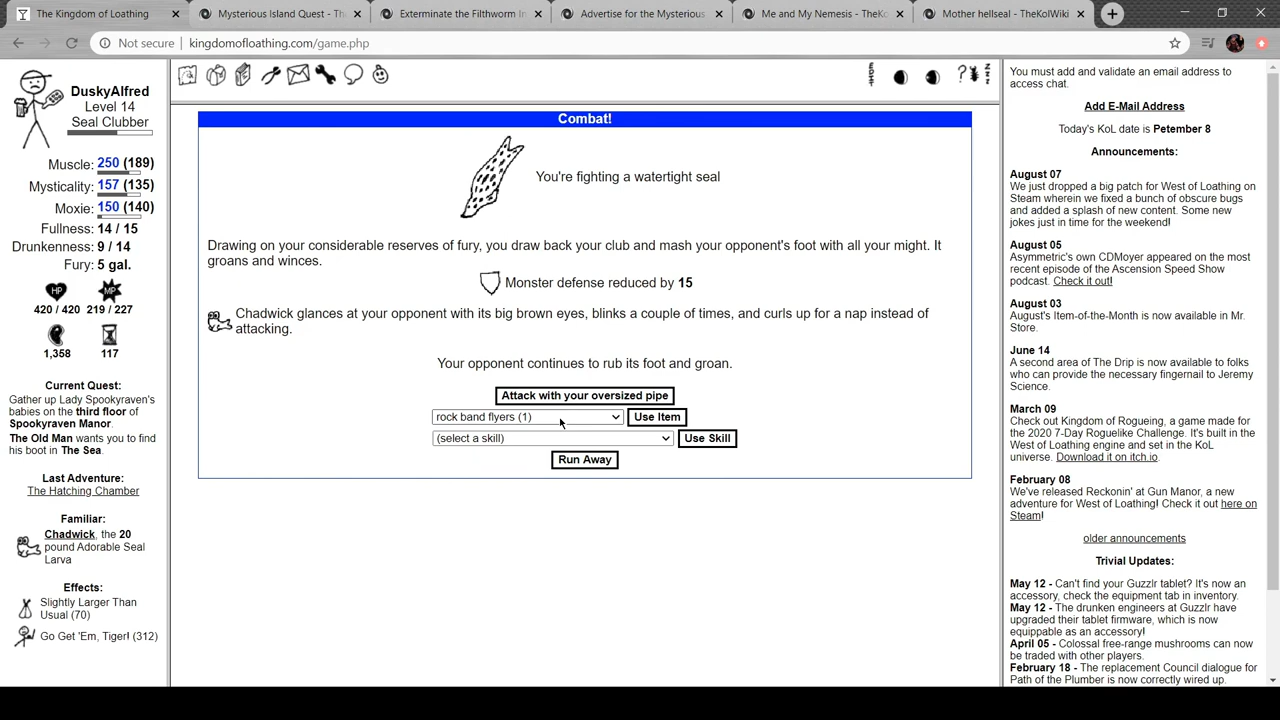 The Kingdom of Loathing
Mysterious Island Quest - Th
Exterminate the Filthworm In
Advertise for the Mysterious
Me and My Nemesis - TheKo
Mother hellseal - TheKolWiki
Not secure
kingdomofloathing.com/game.php
DuskyAlfred
Level 14
Seal Clubber
Muscle: 250 (189)
Mysticality: 157 (135)
Moxie: 150 (140)
Fullness: 14 / 15
Drunkenness: 9 / 14
Fury: 5 gal.
HP MP
420 / 420 219 / 227
1,358 117
Current Quest:
Gather up Lady Spookyraven's
babies on the third floor of
Spookyraven Manor.
The Old Man wants you to find
his boot in The Sea.
Last Adventure:
The Hatching Chamber
Familiar:
Chadwick, the 20
pound Adorable Seal
Larva
Effects:
Slightly Larger Than
Usual (70)
Go Get 'Em, Tiger! (312)
Combat!
You're fighting a watertight seal
Drawing on your considerable reserves of fury, you draw back your club and mash your opponent's foot with all your might. It
groans and winces.
Monster defense reduced by 15
Chadwick glances at your opponent with its big brown eyes, blinks a couple of times, and curls up for a nap instead of
attacking.
Your opponent continues to rub its foot and groan.
Attack with your oversized pipe
rock band flyers (1) Use Item
(select a skill) Use Skill
Run Away
You must add and validate an email address to
access chat.
Add E-Mail Address
Today's KoL date is Petember 8
Announcements:
August 07
We just dropped a big patch for West of Loathing on
Steam wherein we fixed a bunch of obscure bugs
and added a splash of new content. Some new
jokes just in time for the weekend!
August 05
Asymmetric's own CDMoyer appeared on the most
recent episode of the Ascension Speed Show
podcast. Check it out!
August 03
August's Item-of-the-Month is now available in Mr.
Store.
June 14
A second area of The Drip is now available to folks
who can provide the necessary fingernail to Jeremy
Science.
March 09
Check out Kingdom of Rogueing, a game made for
the 2020 7-Day Roguelike Challenge. It's built in the
West of Loathing engine and set in the KoL
universe. Download it on itch.io.
February 08
We've released Reckonin' at Gun Manor, a new
adventure for West of Loathing! Check it out here on
Steam!
older announcements
Trivial Updates:
May 12 - Can't find your Guzzlr tablet? It's now an
accessory, check the equipment tab in inventory.
May 12 - The drunken engineers at Guzzlr have
upgraded their tablet firmware, which is now
equippable as an accessory!
April 05 - Colossal free-range mushrooms can now
be traded with other players.
February 18 - The replacement Council dialogue for
Path of the Plumber is now correctly wired up.